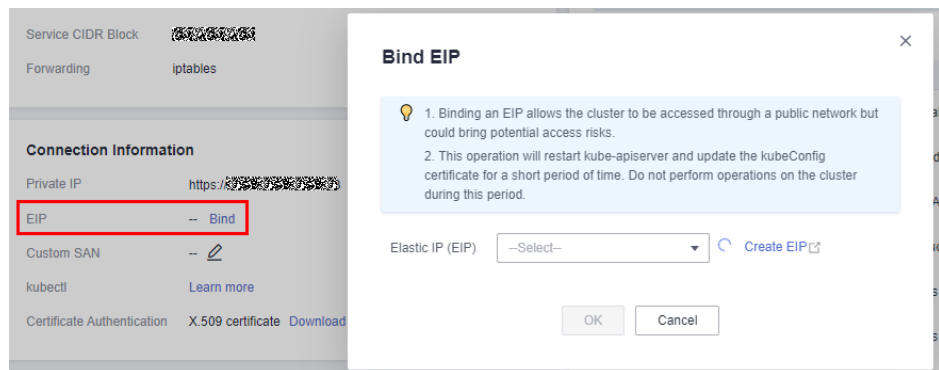 Service CIDR Block
Forwarding iptables
Connection Information
Private IP https:/
EIP -- Bind
Custom SAN --
kubectl Learn more
Certificate Authentication X.509 certificate Download
Bind EIP
1. Binding an EIP allows the cluster to be accessed through a public network but
could bring potential access risks.
2. This operation will restart kube-apiserver and update the kubeConfig
certificate for a short period of time. Do not perform operations on the cluster
during this period.
Elastic IP (EIP) --Select-- Create EIP
OK Cancel